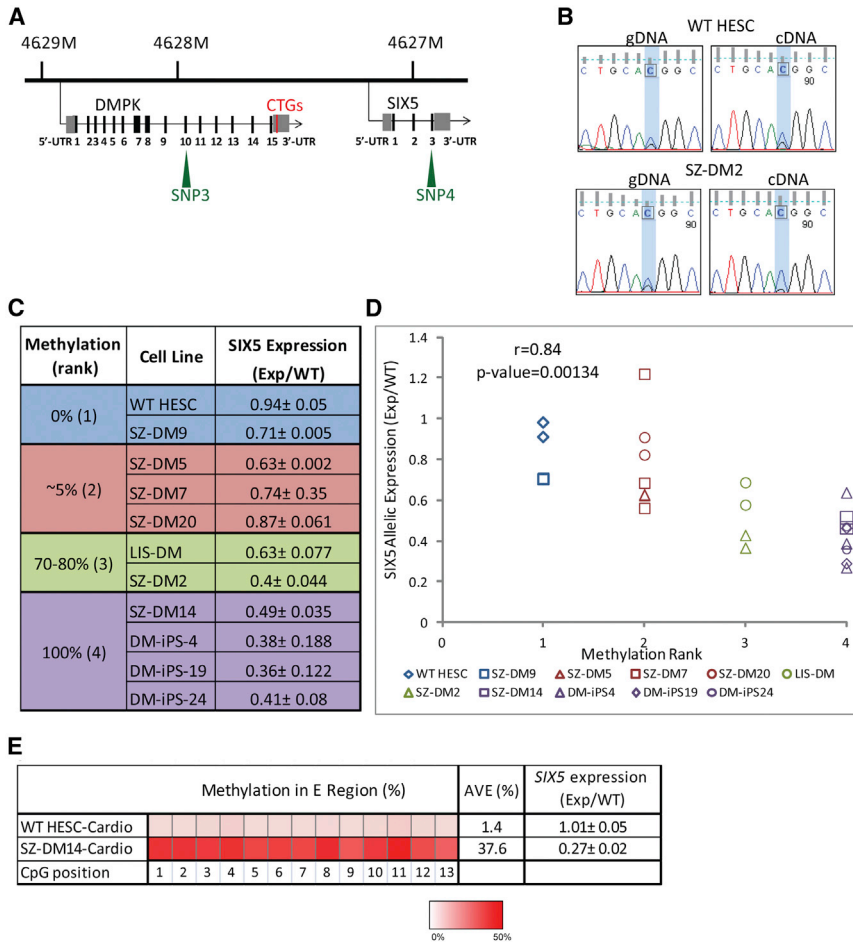 A
4629M 4628M 4627M
DMPK CTGs SIX5
5'-UTR 1 2 3 4 5 6 7 8 9 10 11 12 13 14 15 3'-UTR 5'-UTR 1 2 3 3'-UTR
SNP3 SNP4
B
WT HESC
gDNA cDNA
C T G C A C G G C C T G C A C G G C
90
SZ-DM2
gDNA cDNA
C T G C A C G G C C T G C A C G G C
90 90
C
Methylation (rank) Cell Line SIX5 Expression (Exp/WT)
0% (1) WT HESC 0.94± 0.05
SZ-DM9 0.71± 0.005
~5% (2) SZ-DM5 0.63± 0.002
SZ-DM7 0.74± 0.35
SZ-DM20 0.87± 0.061
70-80% (3) LIS-DM 0.63± 0.077
SZ-DM2 0.4± 0.044
100% (4) SZ-DM14 0.49± 0.035
DM-iPS-4 0.38± 0.188
DM-iPS-19 0.36± 0.122
DM-iPS-24 0.41± 0.08
D
SIX5 Allelic Expression (Exp/WT)
1.4
1.2
1
0.8
0.6
0.4
0.2
0
r=0.84
p-value=0.00134
0 1 2 3 4
Methylation Rank
WT HESC SZ-DM9 SZ-DM5 SZ-DM7 SZ-DM20 LIS-DM
SZ-DM2 SZ-DM14 DM-iPS4 DM-iPS19 DM-iPS24
E
Methylation in E Region (%) AVE (%) SIX5 expression (Exp/WT)
WT HESC-Cardio 1.4 1.01± 0.05
SZ-DM14-Cardio 37.6 0.27± 0.02
CpG position 1 2 3 4 5 6 7 8 9 10 11 12 13
0% 50%